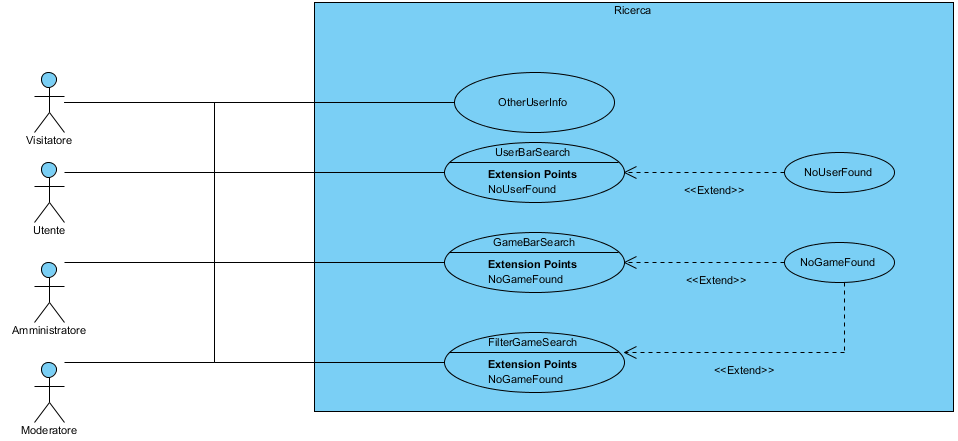 Ricerca
Visitatore
OtherUserInfo
UserBarSearch
Extension Points
NoUserFound
<<Extend>>
NoUserFound
Utente
GameBarSearch
Extension Points
NoGameFound
<<Extend>>
NoGameFound
Amministratore
FilterGameSearch
Extension Points
NoGameFound
<<Extend>>
Moderatore